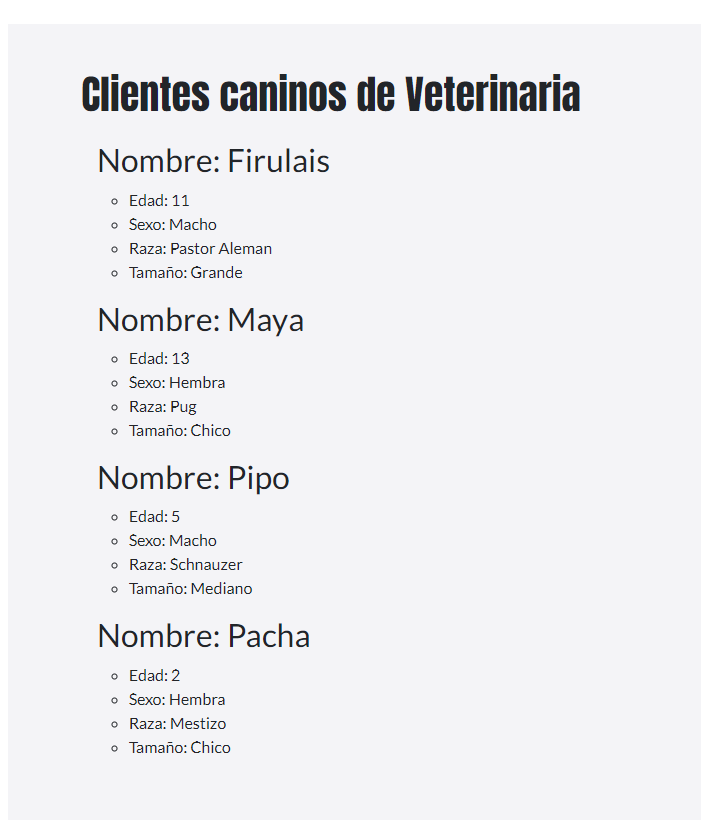 Clientes caninos de Veterinaria
Nombre: Firulais
Edad: 11
Sexo: Macho
Raza: Pastor Aleman
Tamaño: Grande
Nombre: Maya
Edad: 13
Sexo: Hembra
Raza: Pug
Tamaño: Chico
Nombre: Pipo
Edad: 5
Sexo: Macho
Raza: Schnauzer
Tamaño: Mediano
Nombre: Pacha
Edad: 2
Sexo: Hembra
Raza: Mestizo
Tamaño: Chico